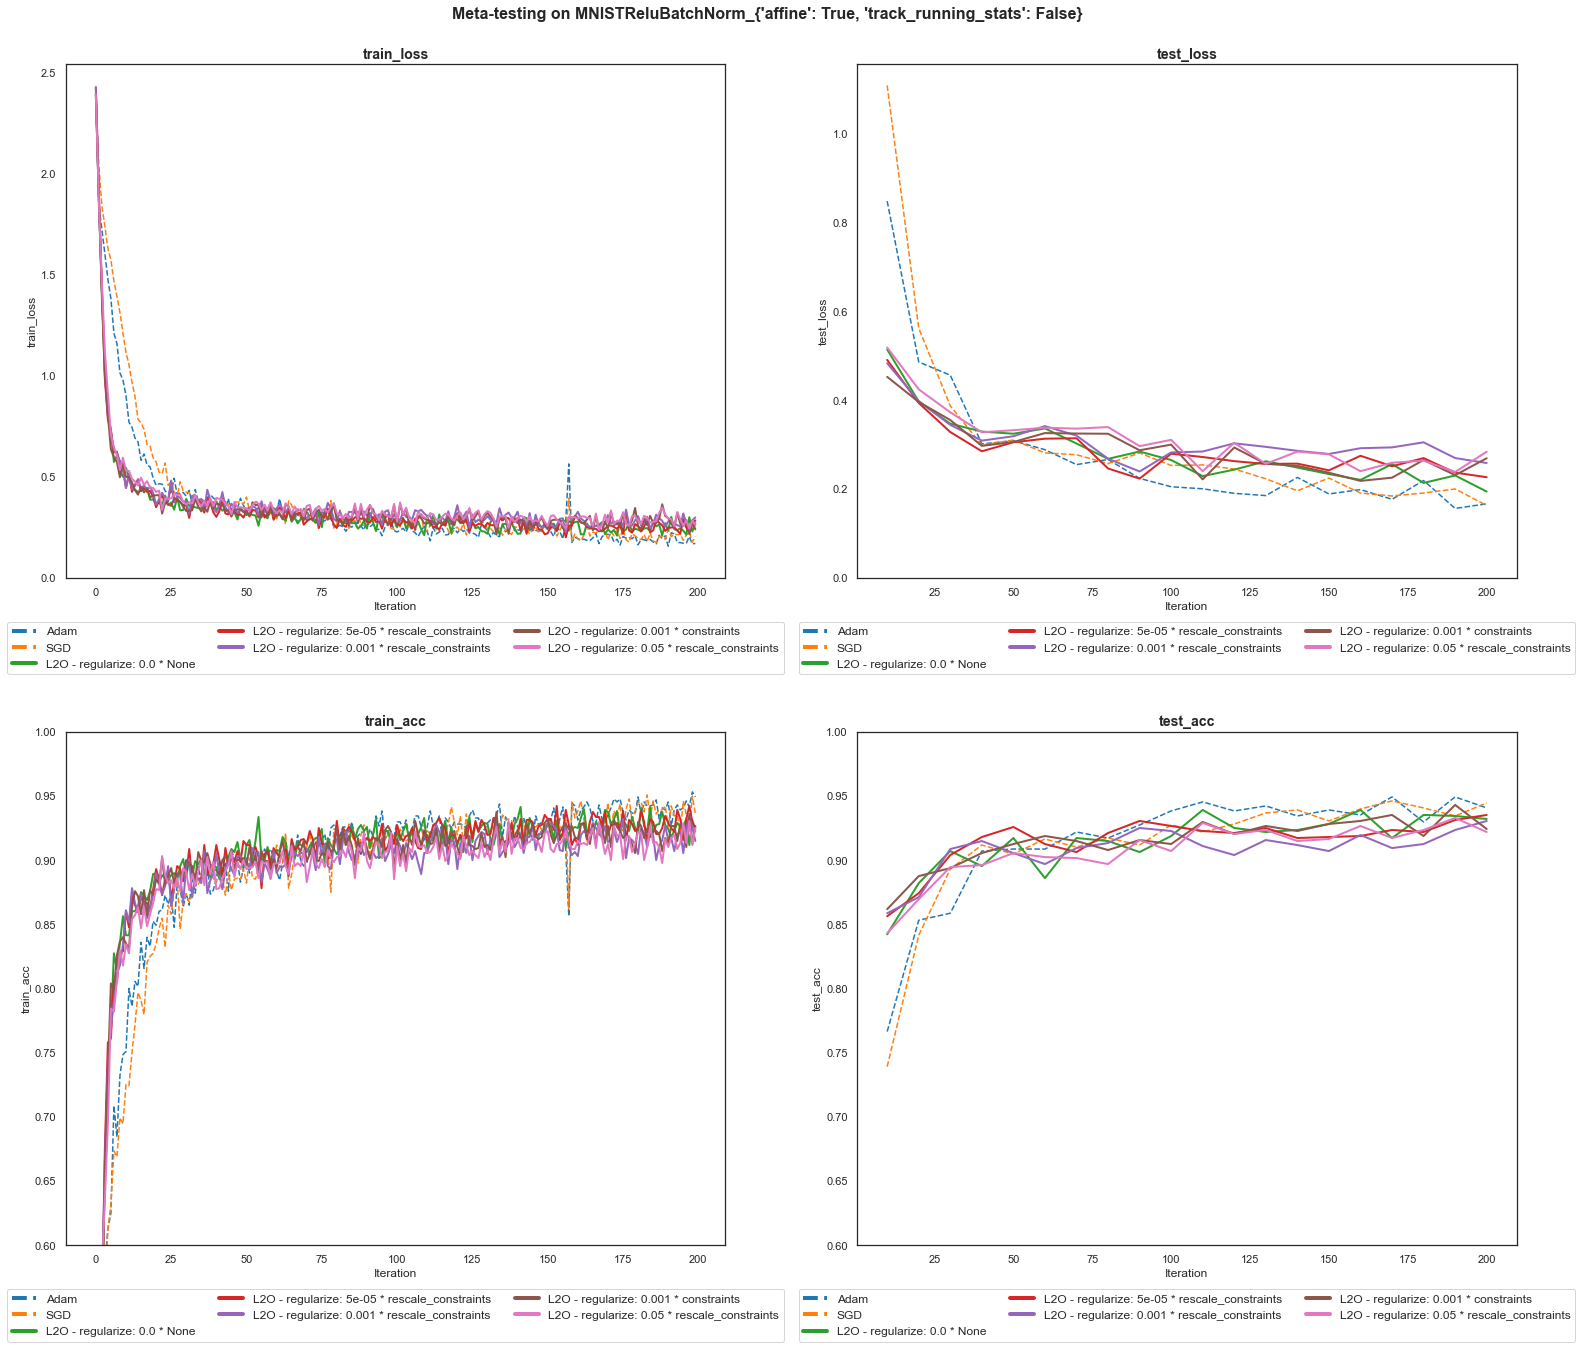 Meta-testing on MNISTReluBatchNorm_{'affine': True, 'track_running_stats': False}
train_loss
2.5
2.0
1.5
1.0
0.5
0.0
train_loss
0 25 50 75 100 125 150 175 200
Iteration
Adam L2O - regularize: 5e-05 * rescale_constraints L2O - regularize: 0.001 * constraints
SGD L2O - regularize: 0.001 * rescale_constraints L2O - regularize: 0.05 * rescale_constraints
L2O - regularize: 0.0 * None
test_loss
1.0
0.8
0.6
0.4
0.2
0.0
test_loss
25 50 75 100 125 150 175 200
Iteration
Adam L2O - regularize: 5e-05 * rescale_constraints L2O - regularize: 0.001 * constraints
SGD L2O - regularize: 0.001 * rescale_constraints L2O - regularize: 0.05 * rescale_constraints
L2O - regularize: 0.0 * None
train_acc
1.00
0.95
0.90
0.85
0.80
0.75
0.70
0.65
0.60
train_acc
0 25 50 75 100 125 150 175 200
Iteration
Adam L2O - regularize: 5e-05 * rescale_constraints L2O - regularize: 0.001 * constraints
SGD L2O - regularize: 0.001 * rescale_constraints L2O - regularize: 0.05 * rescale_constraints
L2O - regularize: 0.0 * None
test_acc
1.00
0.95
0.90
0.85
0.80
0.75
0.70
0.65
0.60
test_acc
25 50 75 100 125 150 175 200
Iteration
Adam L2O - regularize: 5e-05 * rescale_constraints L2O - regularize: 0.001 * constraints
SGD L2O - regularize: 0.001 * rescale_constraints L2O - regularize: 0.05 * rescale_constraints
L2O - regularize: 0.0 * None